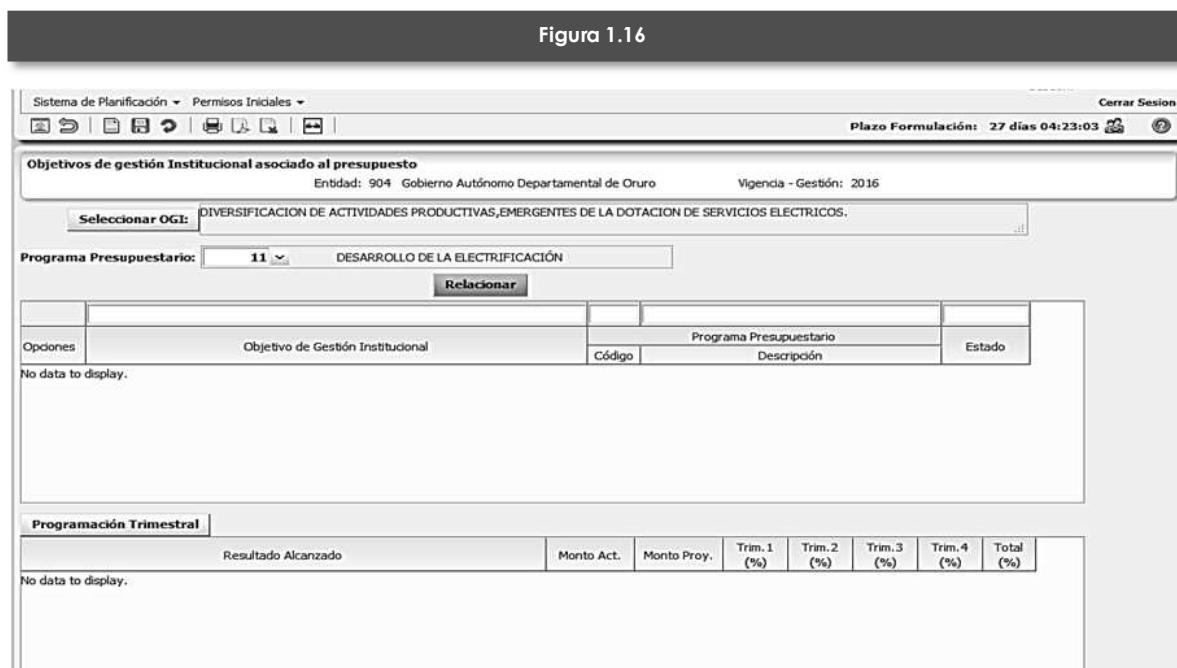 Figura 1.16
Sistema de Planificación Permisos Iniciales
Cerrar Sesion
Plazo Formulación: 27 días 04:23:03
Objetivos de gestión Institucional asociado al presupuesto
Entidad: 904 Gobierno Autónomo Departamental de Oruro Vigencia - Gestión: 2016
Seleccionar OGI: DIVERSIFICACION DE ACTIVIDADES PRODUCTIVAS,EMERGENTES DE LA DOTACION DE SERVICIOS ELECTRICOS.
Programa Presupuestario: 11 DESARROLLO DE LA ELECTRIFICACIÓN
Relacionar
Opciones Objetivo de Gestión Institucional Programa Presupuestario Estado
Código Descripción
No data to display.
Programación Trimestral
Resultado Alcanzado Monto Act. Monto Proy. Trim.1 (%) Trim.2 (%) Trim.3 (%) Trim.4 (%) Total (%)
No data to display.